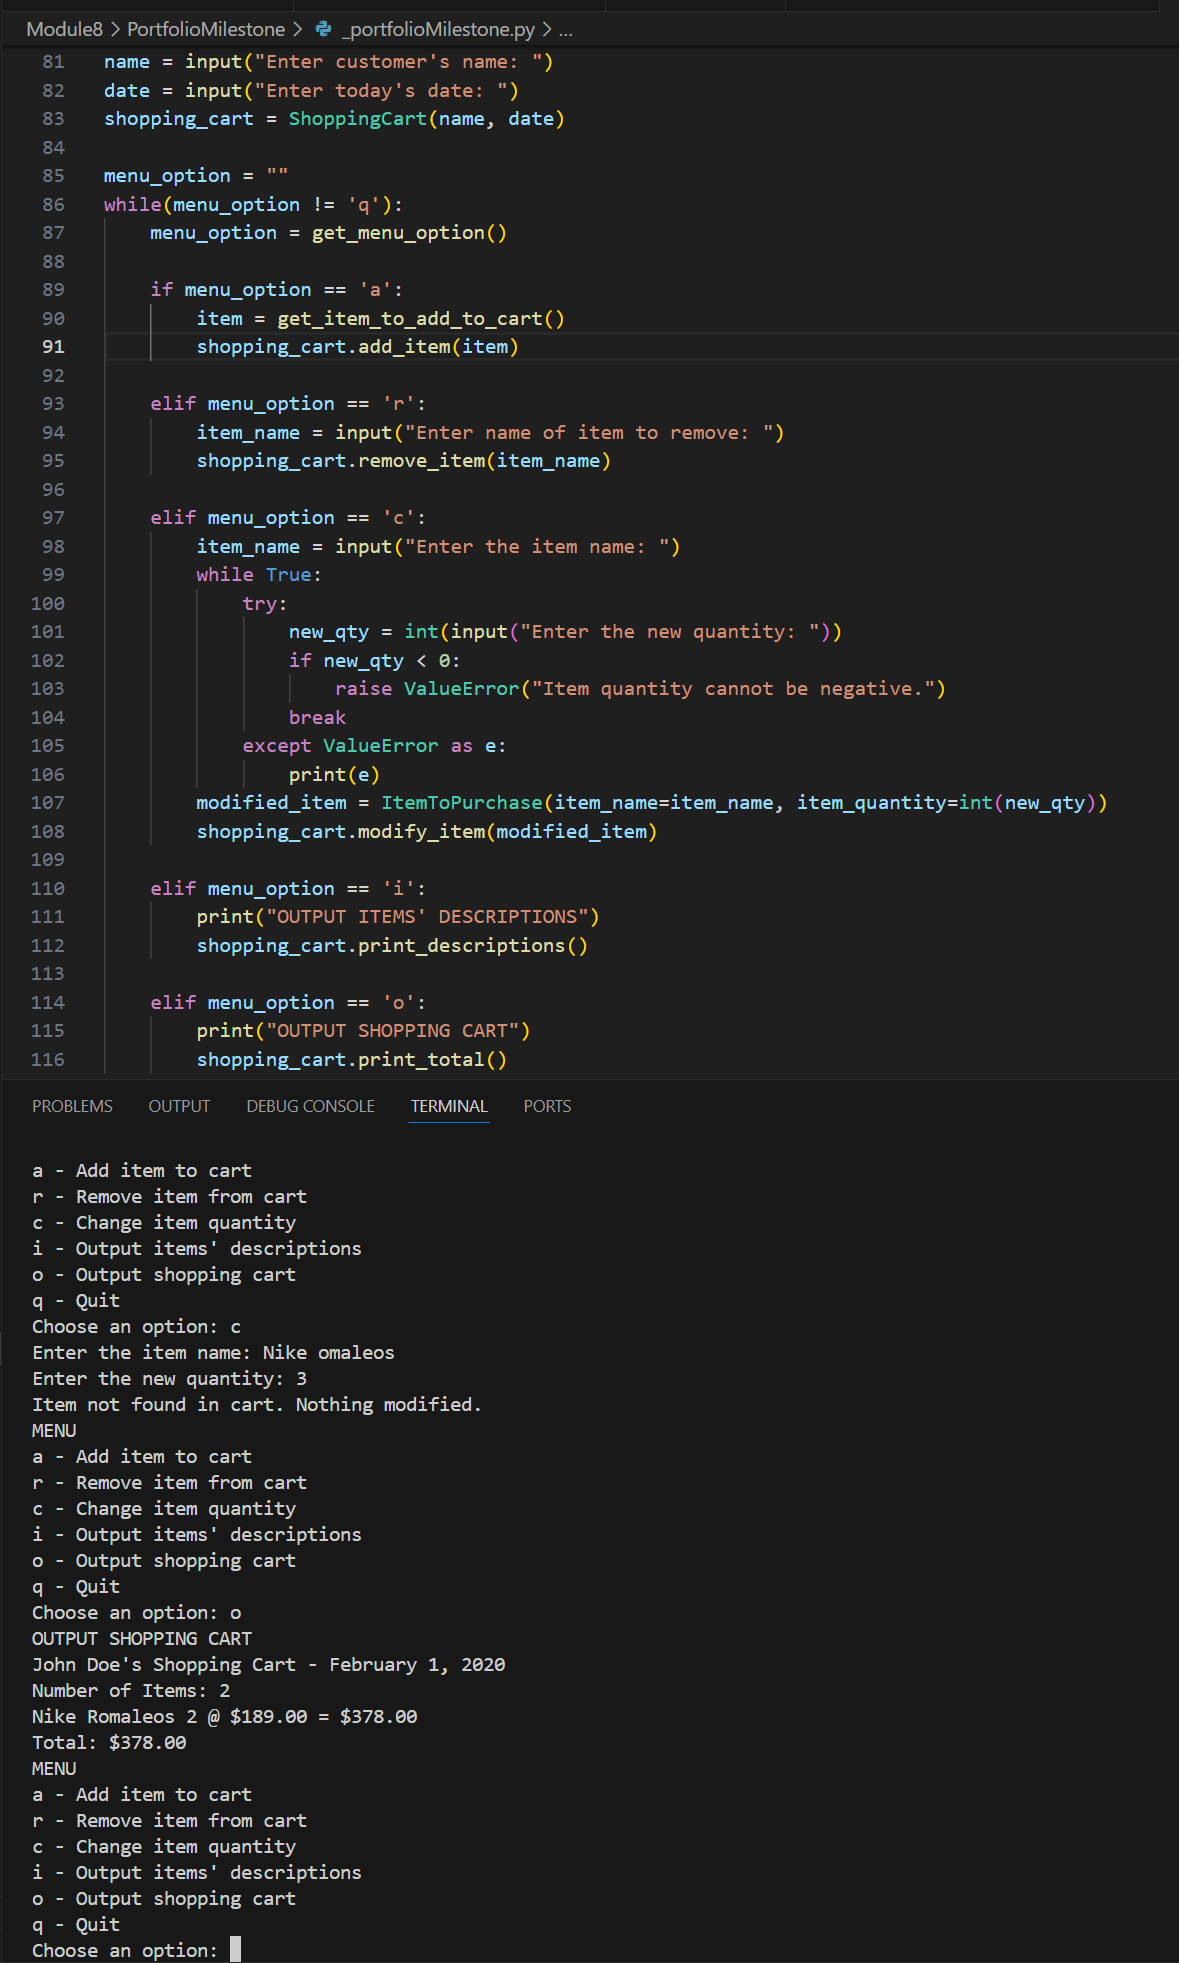 Module8 > PortfolioMilestone > _portfolioMilestone.py > ...
81 name = input("Enter customer's name: ")
82 date = input("Enter today's date: ")
83 shopping_cart = ShoppingCart(name, date)
84
85 menu_option = ""
86 while(menu_option != 'q'):
87     menu_option = get_menu_option()
88
89     if menu_option == 'a':
90         item = get_item_to_add_to_cart()
91         shopping_cart.add_item(item)
92
93     elif menu_option == 'r':
94         item_name = input("Enter name of item to remove: ")
95         shopping_cart.remove_item(item_name)
96
97     elif menu_option == 'c':
98         item_name = input("Enter the item name: ")
99         while True:
100             try:
101                 new_qty = int(input("Enter the new quantity: "))
102                 if new_qty < 0:
103                     raise ValueError("Item quantity cannot be negative.")
104                 break
105             except ValueError as e:
106                 print(e)
107         modified_item = ItemToPurchase(item_name=item_name, item_quantity=int(new_qty))
108         shopping_cart.modify_item(modified_item)
109
110     elif menu_option == 'i':
111         print("OUTPUT ITEMS' DESCRIPTIONS")
112         shopping_cart.print_descriptions()
113
114     elif menu_option == 'o':
115         print("OUTPUT SHOPPING CART")
116         shopping_cart.print_total()
PROBLEMS OUTPUT DEBUG CONSOLE TERMINAL PORTS
a - Add item to cart
r - Remove item from cart
c - Change item quantity
i - Output items' descriptions
o - Output shopping cart
q - Quit
Choose an option: c
Enter the item name: Nike omaleos
Enter the new quantity: 3
Item not found in cart. Nothing modified.
MENU
a - Add item to cart
r - Remove item from cart
c - Change item quantity
i - Output items' descriptions
o - Output shopping cart
q - Quit
Choose an option: o
OUTPUT SHOPPING CART
John Doe's Shopping Cart - February 1, 2020
Number of Items: 2
Nike Romaleos 2 @ $189.00 = $378.00
Total: $378.00
MENU
a - Add item to cart
r - Remove item from cart
c - Change item quantity
i - Output items' descriptions
o - Output shopping cart
q - Quit
Choose an option: